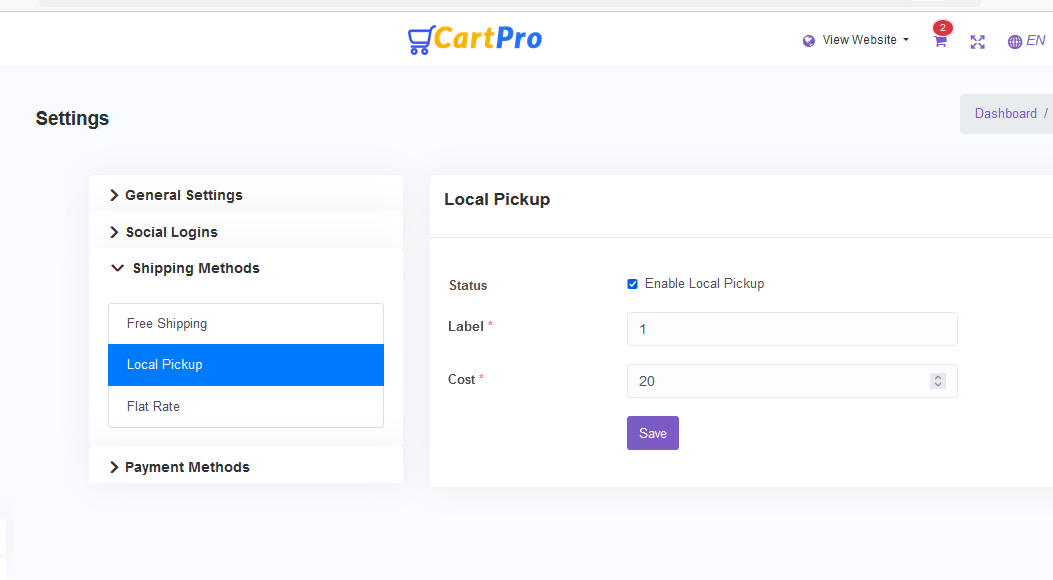 CartPro
View Website
2
EN
Settings
Dashboard /
General Settings
Social Logins
Shipping Methods
Free Shipping
Local Pickup
Flat Rate
Payment Methods
Local Pickup
Status
Enable Local Pickup
Label *
1
Cost *
20
Save